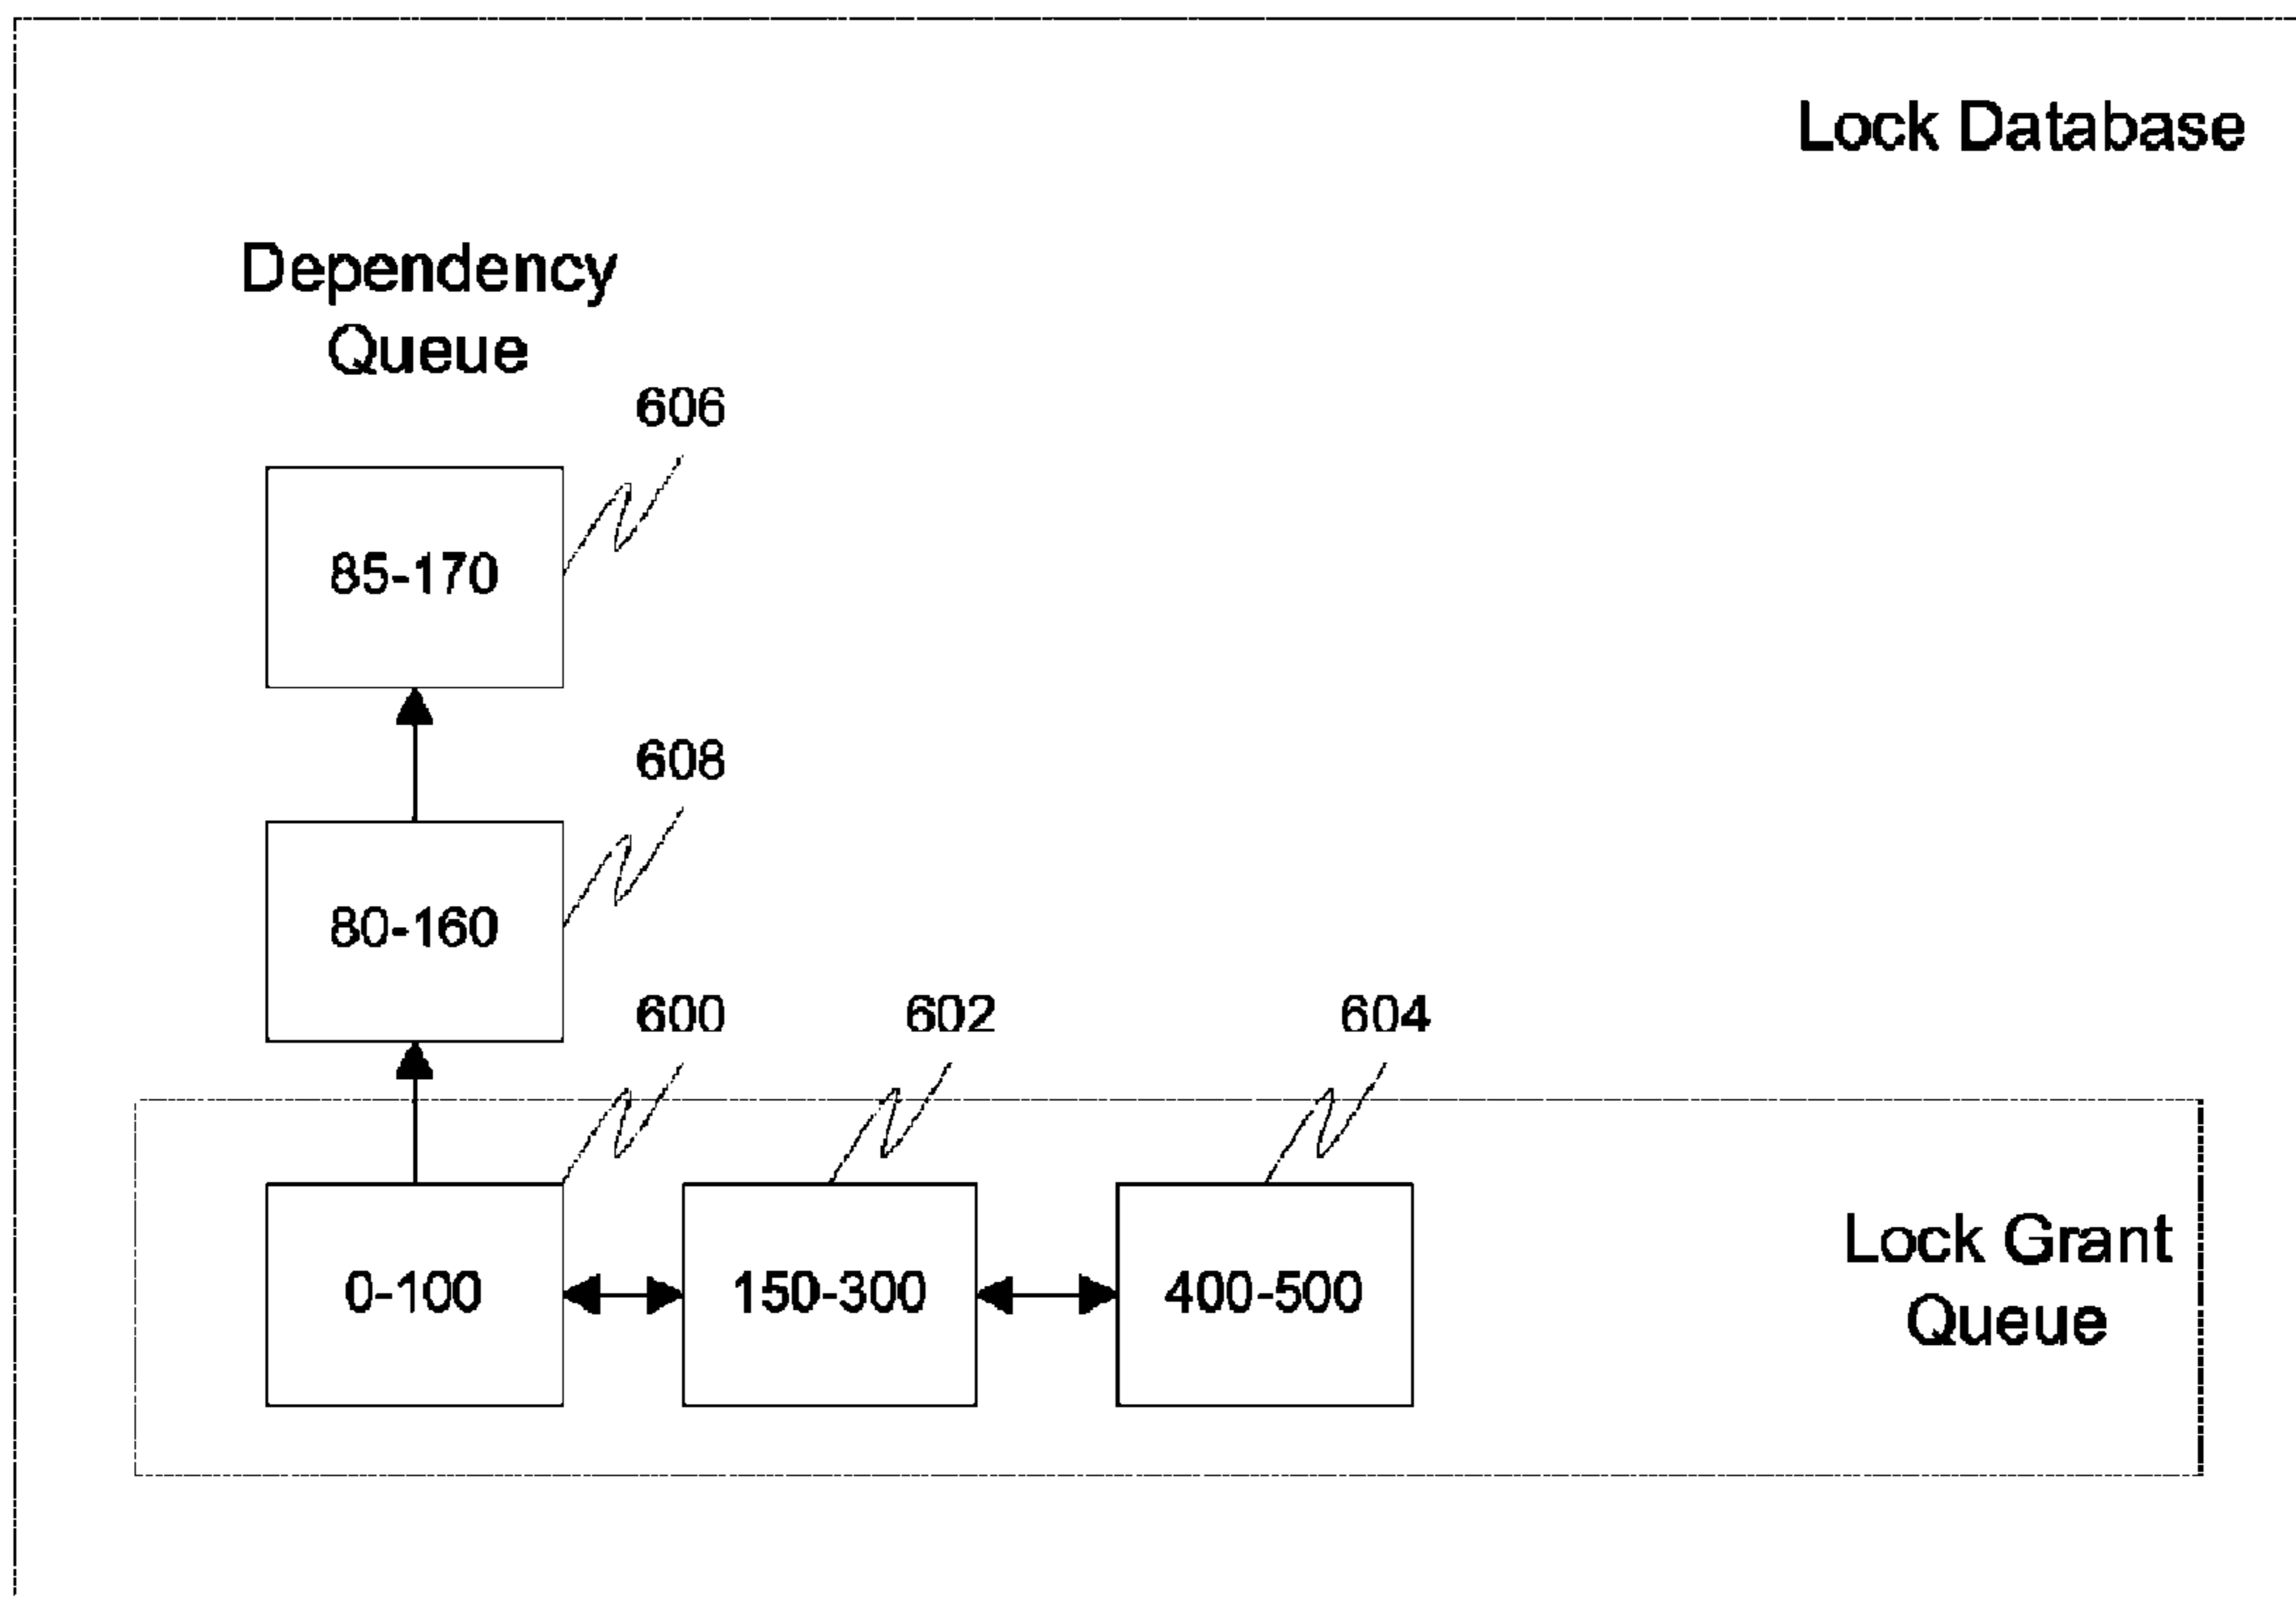 Lock Database
Dependency
Queue
606
85-170
608
80-160
600
602
604
0-100
150-300
400-500
Lock Grant
Queue